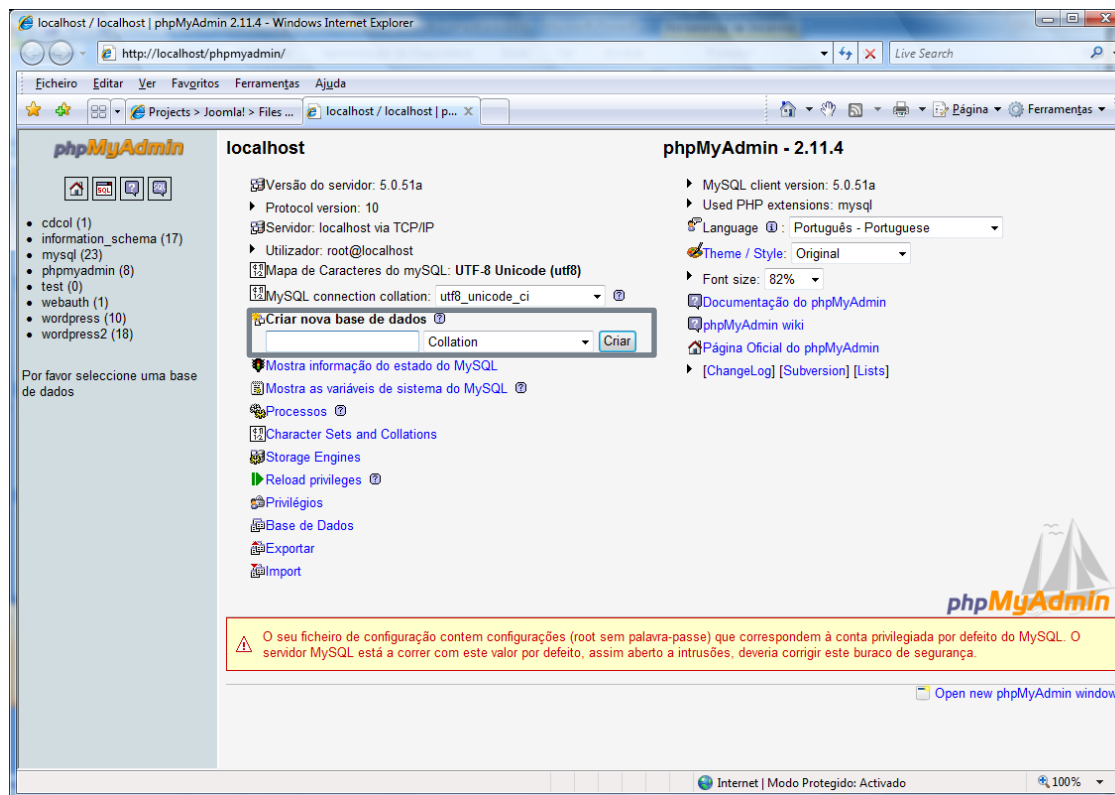 localhost / localhost | phpMyAdmin 2.11.4 - Windows Internet Explorer
http://localhost/phpmyadmin/
Live Search
Ficheiro Editar Ver Favoritos Ferramentas Ajuda
Projects > Joomla! > Files ...
localhost / localhost | p...
Página
Ferramentas
phpMyAdmin
SQL
cdcol (1)
information_schema (17)
mysql (23)
phpmyadmin (8)
test (0)
webauth (1)
wordpress (10)
wordpress2 (18)
Por favor seleccione uma base
de dados
localhost
Versão do servidor: 5.0.51a
Protocol version: 10
Servidor: localhost via TCP/IP
Utilizador: root@localhost
Mapa de Caracteres do mySQL: UTF-8 Unicode (utf8)
MySQL connection collation: utf8_unicode_ci
Criar nova base de dados
Collation Criar
Mostra informação do estado do MySQL
Mostra as variáveis de sistema do MySQL
Processos
Character Sets and Collations
Storage Engines
Reload privileges
Privilégios
Base de Dados
Exportar
Import
phpMyAdmin - 2.11.4
MySQL client version: 5.0.51a
Used PHP extensions: mysql
Language : Português - Portuguese
Theme / Style: Original
Font size: 82%
Documentação do phpMyAdmin
phpMyAdmin wiki
Página Oficial do phpMyAdmin
[ChangeLog] [Subversion] [Lists]
phpMyAdmin
O seu ficheiro de configuração contem configurações (root sem palavra-passe) que correspondem à conta privilegiada por defeito do MySQL. O
servidor MySQL está a correr com este valor por defeito, assim aberto a intrusões, deveria corrigir este buraco de segurança.
Open new phpMyAdmin window
Internet | Modo Protegido: Activado
100%